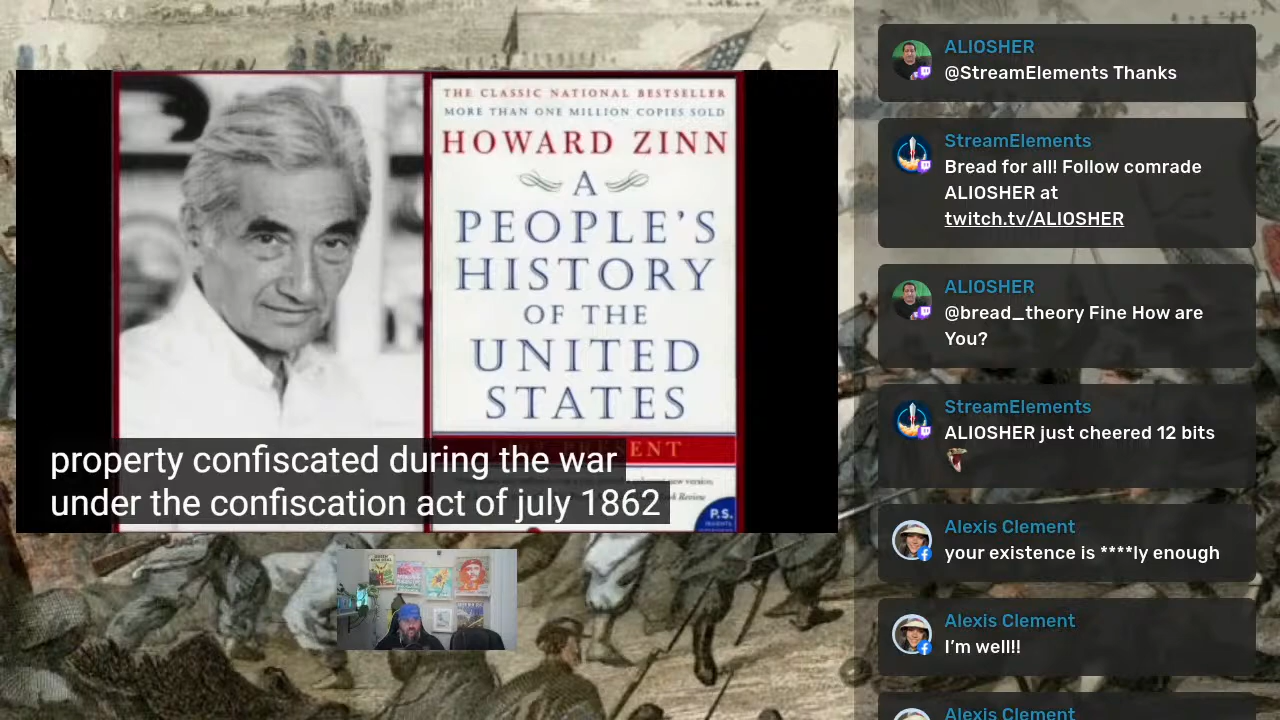 THE CLASSIC NATIONAL BESTSELLER
MORE THAN ONE MILLION COPIES SOLD
HOWARD ZINN
A
PEOPLE'S
HISTORY
OF THE
UNITED
STATES
property confiscated during the war
under the confiscation act of july 1862
P.S.
ALIOSHER
@StreamElements Thanks
StreamElements
Bread for all! Follow comrade
ALIOSHER at
twitch.tv/ALIOSHER
ALIOSHER
@bread_theory Fine How are
You?
StreamElements
ALIOSHER just cheered 12 bits
Alexis Clement
your existence is ****ly enough
Alexis Clement
I'm well!!
Alexis Clement